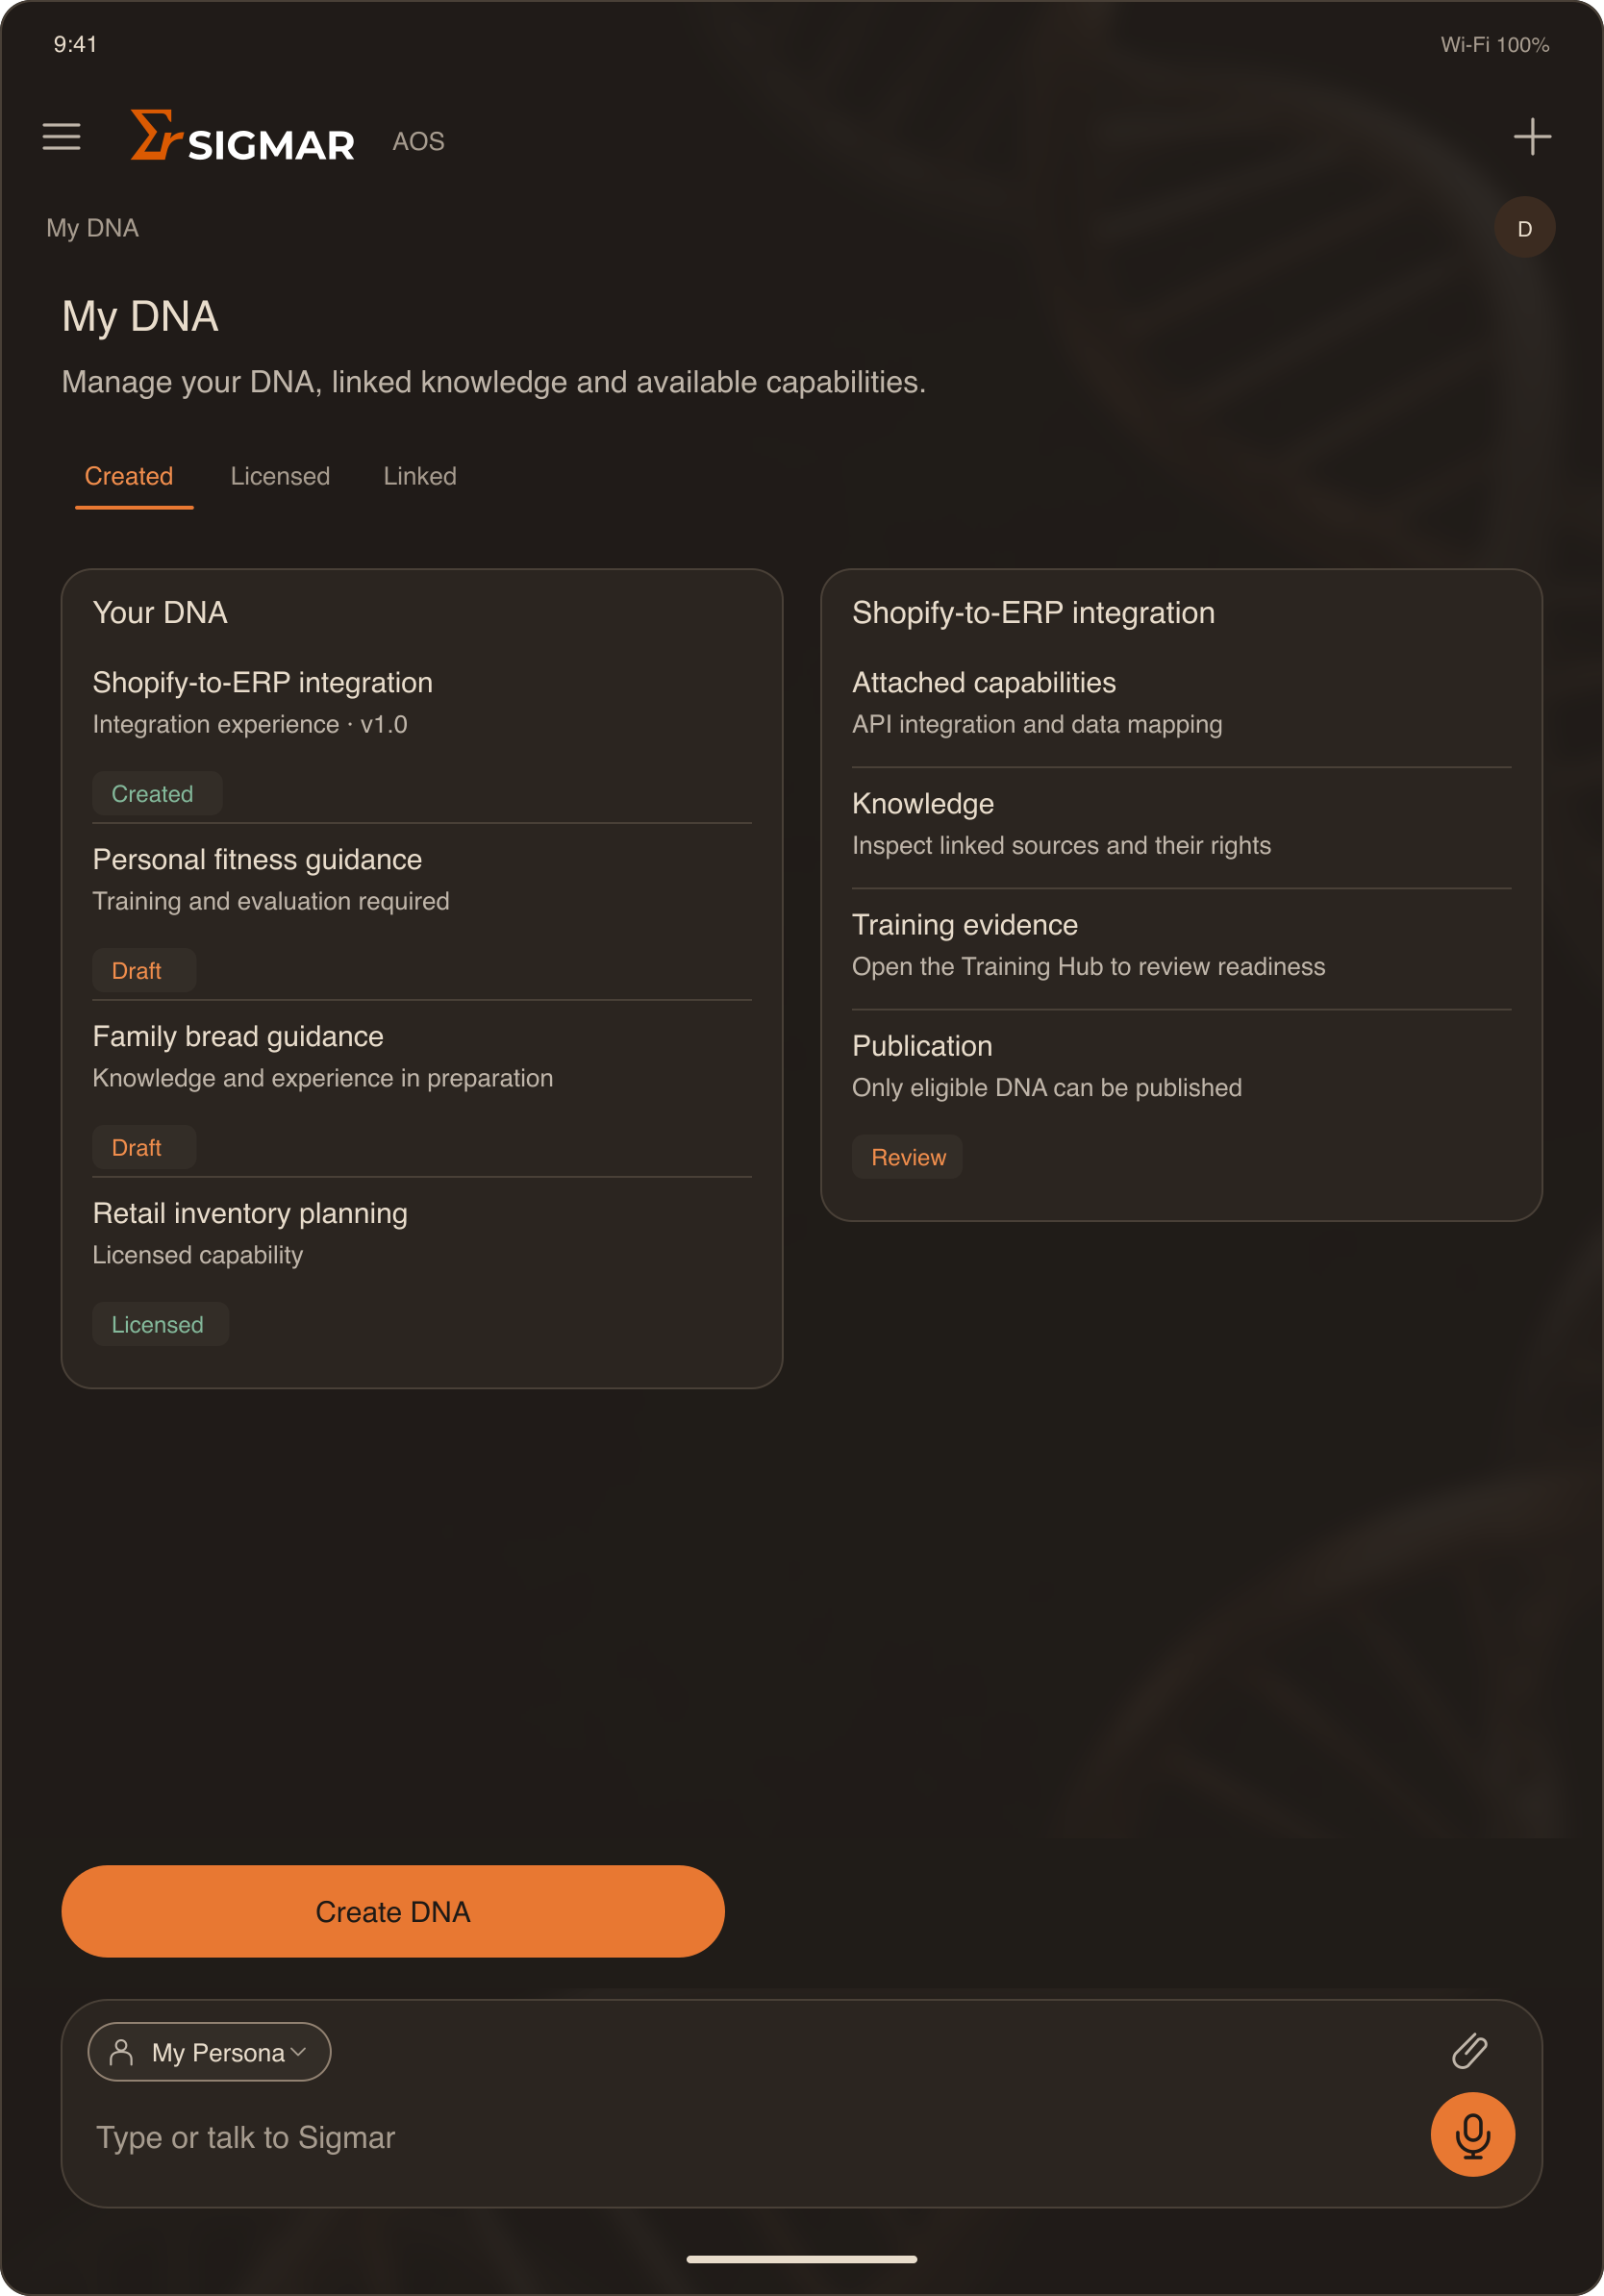 9:41
Wi-Fi 100%
Σr SIGMAR AOS
My DNA
D
My DNA
Manage your DNA, linked knowledge and available capabilities.
Created
Licensed
Linked
Your DNA
Shopify-to-ERP integration
Integration experience · v1.0
Created
Personal fitness guidance
Training and evaluation required
Draft
Family bread guidance
Knowledge and experience in preparation
Draft
Retail inventory planning
Licensed capability
Licensed
Shopify-to-ERP integration
Attached capabilities
API integration and data mapping
Knowledge
Inspect linked sources and their rights
Training evidence
Open the Training Hub to review readiness
Publication
Only eligible DNA can be published
Review
Create DNA
My Persona
Type or talk to Sigmar